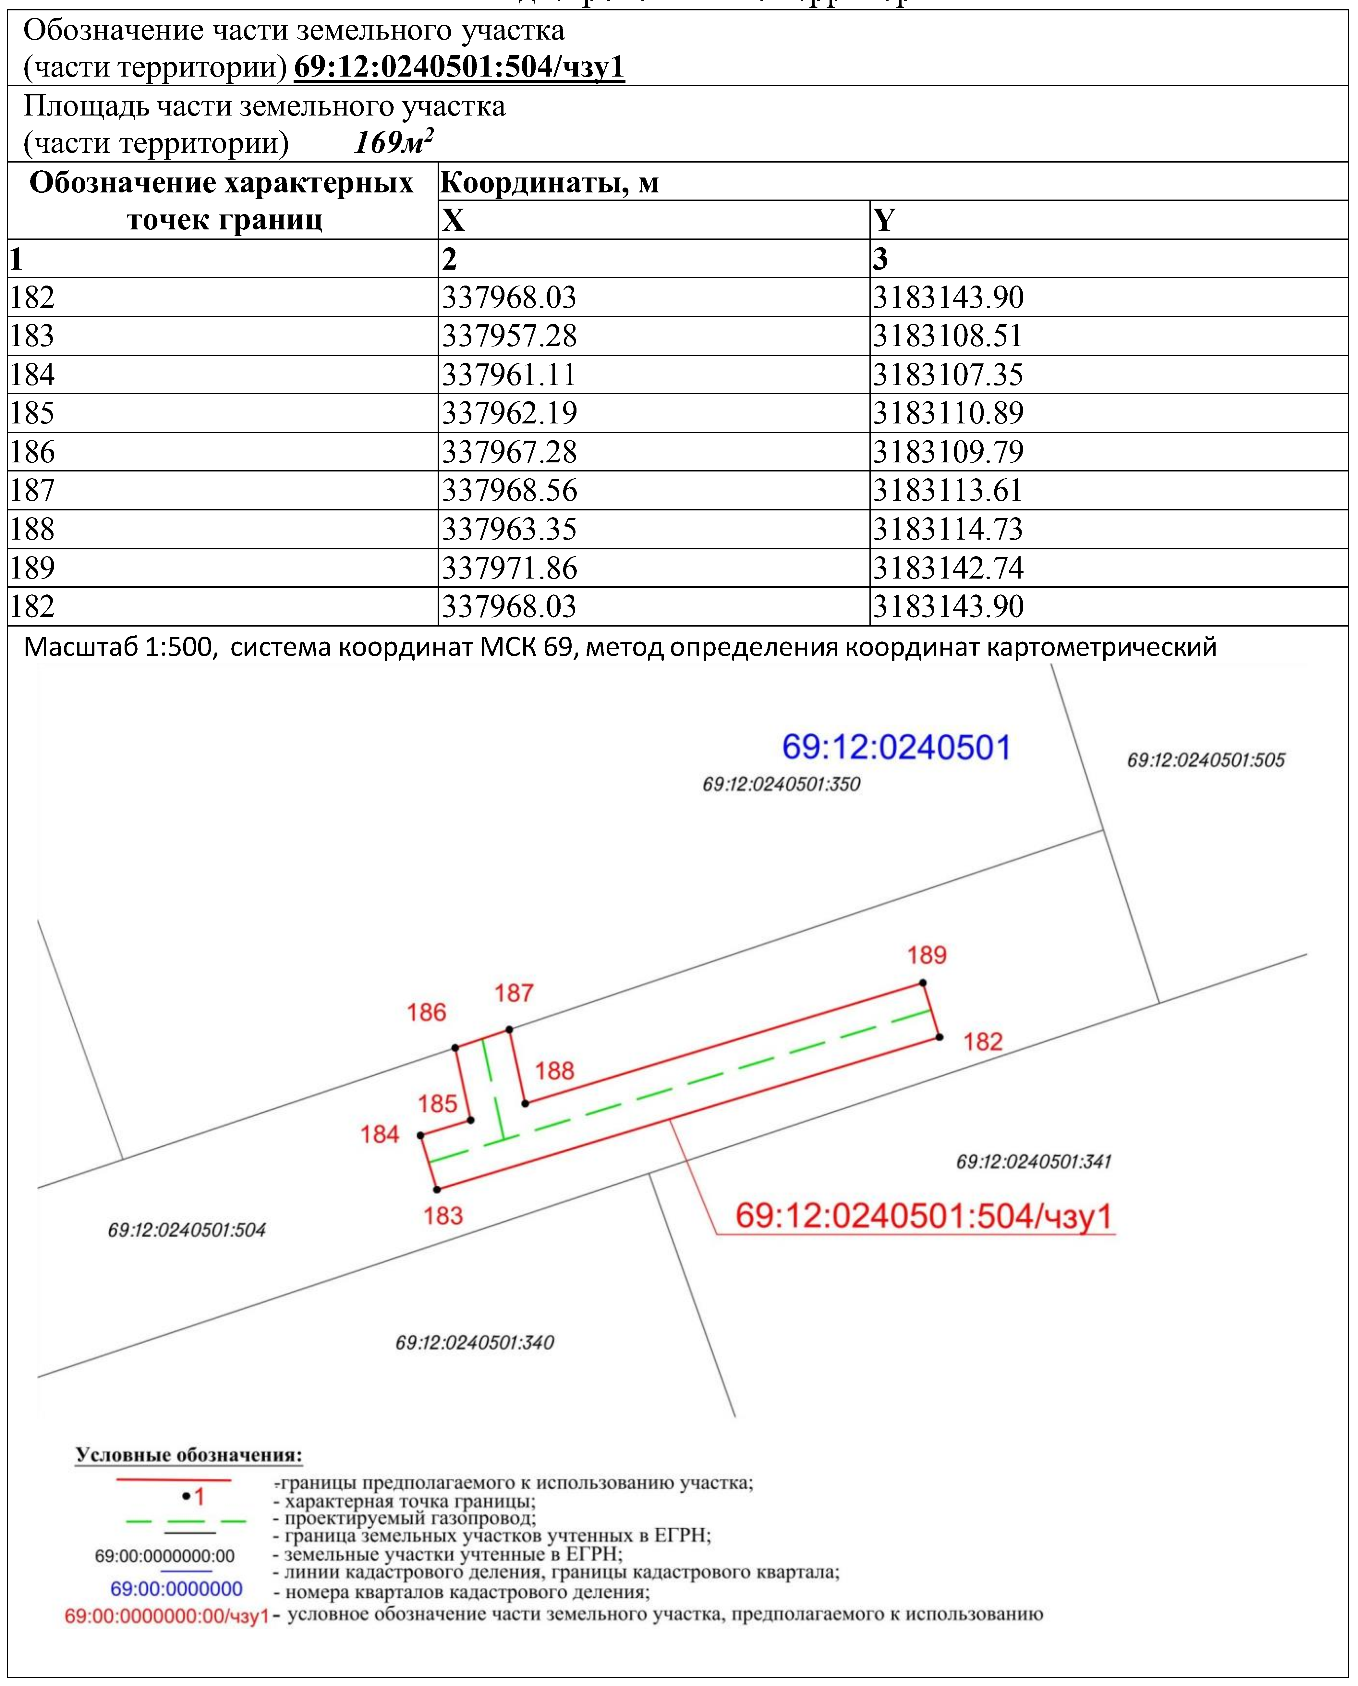 Обозначение части земельного участка
(части территории) 69:12:0240501:504/чзу1
Площадь части земельного участка
(части территории) 169м²
Обозначение характерных точек границ
Координаты, м
X Y
1 2 3
182 337968.03 3183143.90
183 337957.28 3183108.51
184 337961.11 3183107.35
185 337962.19 3183110.89
186 337967.28 3183109.79
187 337968.56 3183113.61
188 337963.35 3183114.73
189 337971.86 3183142.74
182 337968.03 3183143.90
Масштаб 1:500, система координат МСК 69, метод определения координат картометрический
69:12:0240501
69:12:0240501:505
69:12:0240501:350
189
187
186
182
188
185
184
69:12:0240501:341
183
69:12:0240501:504/чзу1
69:12:0240501:504
69:12:0240501:340
Условные обозначения:
-границы предполагаемого к использованию участка;
1 - характерная точка границы;
- проектируемый газопровод;
- граница земельных участков учтенных в ЕГРН;
69:00:0000000:00 - земельные участки учтенные в ЕГРН;
- линии кадастрового деления, границы кадастрового квартала;
69:00:0000000 - номера кварталов кадастрового деления;
69:00:0000000:00/чзу1 - условное обозначение части земельного участка, предполагаемого к использованию